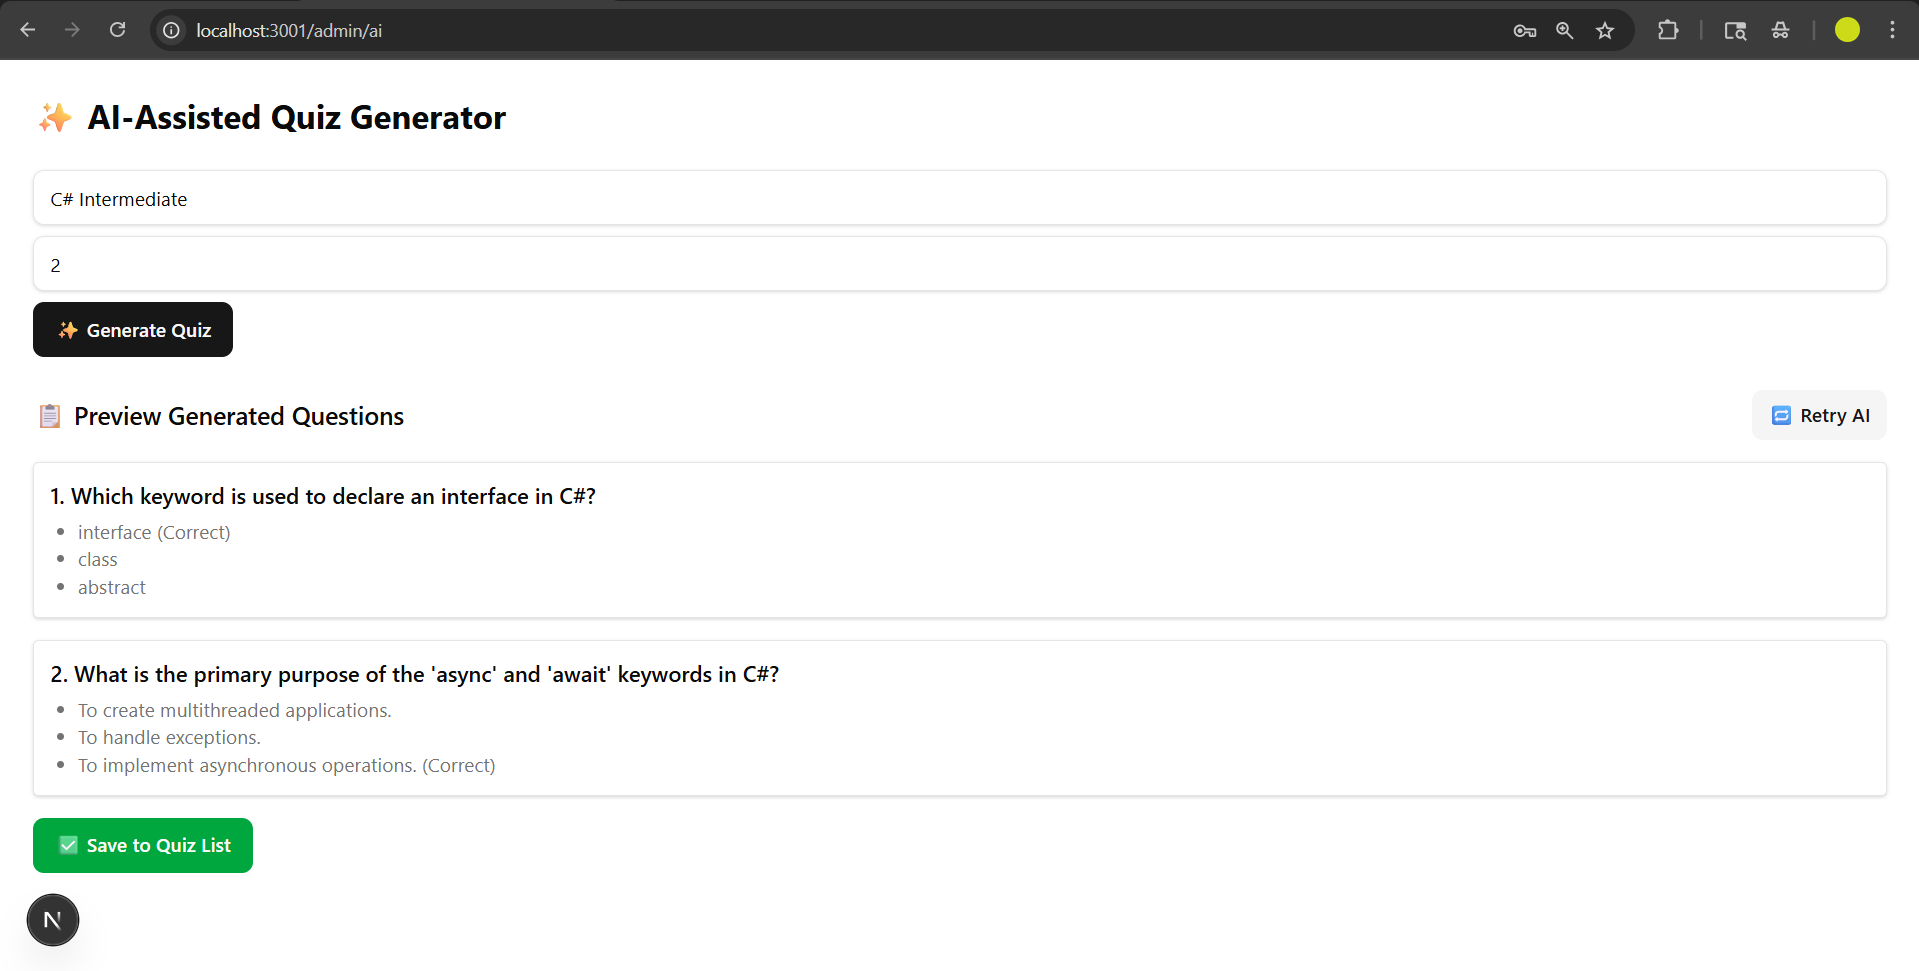 localhost:3001/admin/ai
✨ AI-Assisted Quiz Generator
C# Intermediate
2
✨ Generate Quiz
📋 Preview Generated Questions
🔁 Retry AI
1. Which keyword is used to declare an interface in C#?
• interface (Correct)
• class
• abstract
2. What is the primary purpose of the 'async' and 'await' keywords in C#?
• To create multithreaded applications.
• To handle exceptions.
• To implement asynchronous operations. (Correct)
✅ Save to Quiz List
N